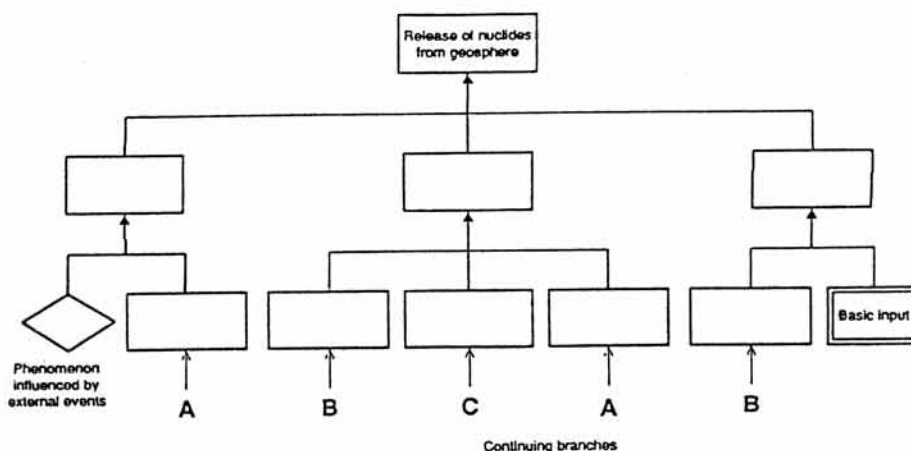 Release of nuclides
from geosphere
Basic input
Phenomenon
influenced by
external events
A
B
C
A
B
Continuing branches